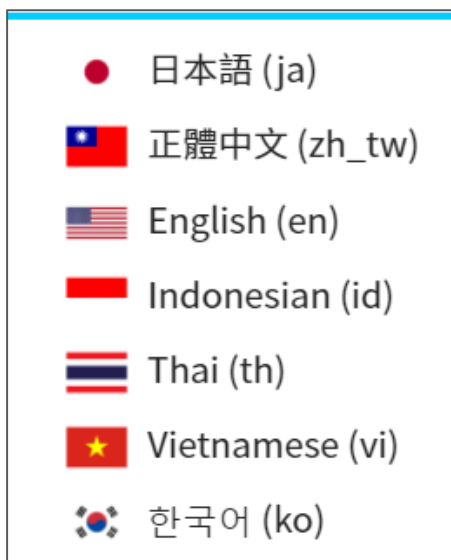 日本語 (ja)
正體中文 (zh_tw)
English (en)
Indonesian (id)
Thai (th)
Vietnamese (vi)
한국어 (ko)